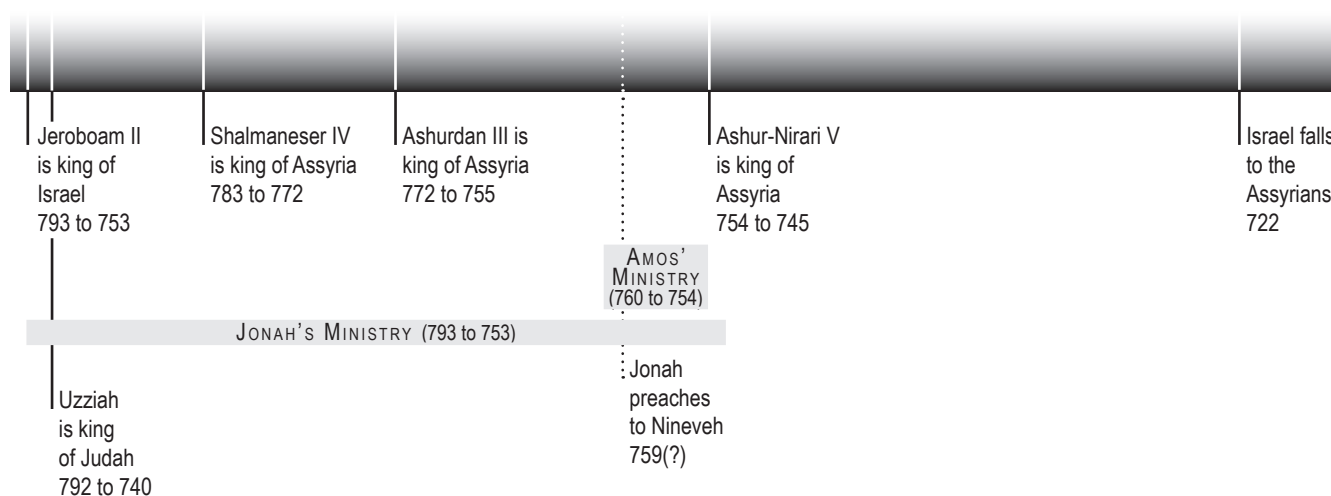 Jeroboam II
is king of
Israel
793 to 753
Shalmaneser IV
is king of Assyria
783 to 772
Ashurdan III is
king of Assyria
772 to 755
Ashur-Nirari V
is king of
Assyria
754 to 745
Israel falls
to the
Assyrians
722
AMOS'
MINISTRY
(760 to 754)
JONAH'S MINISTRY (793 to 753)
Jonah
preaches
to Nineveh
759(?)
Uzziah
is king
of Judah
792 to 740